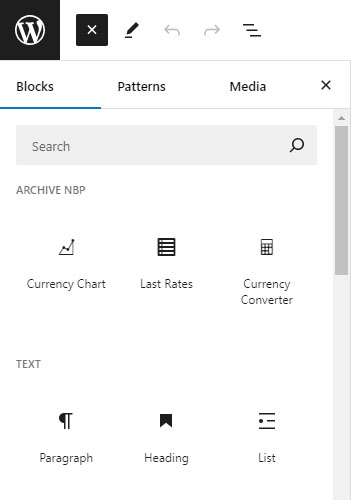 Blocks Patterns Media
Search
ARCHIVE NBP
Currency Chart Last Rates Currency
Converter
TEXT
Paragraph Heading List